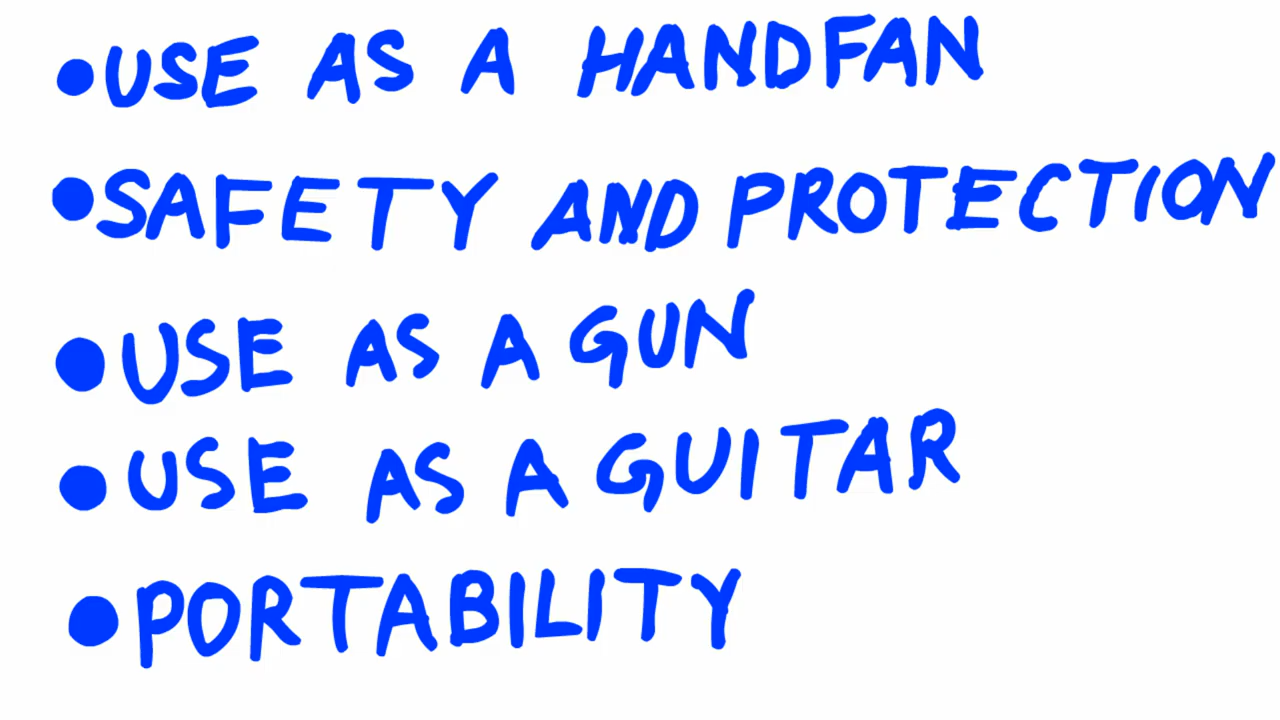 •USE AS A HANDFAN
•SAFETY AND PROTECTION
•USE AS A GUN
•USE AS A GUITAR
•PORTABILITY